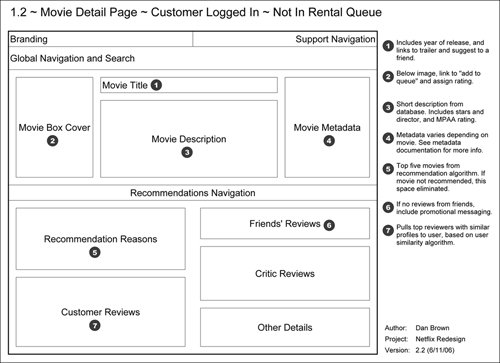 1.2 ~ Movie Detail Page ~ Customer Logged In ~ Not In Rental Queue
Branding
Support Navigation
Global Navigation and Search
Movie Title 1
Movie Box Cover
2
Movie Description
3
Movie Metadata
4
Recommendations Navigation
Recommendation Reasons
5
Friends' Reviews 6
Critic Reviews
Customer Reviews
7
Other Details
1 Includes year of release, and
links to trailer and suggest to a
friend.
2 Below image, link to "add to
queue" and assign rating.
3 Short description from
database. Includes stars and
director, and MPAA rating.
4 Metadata varies depending on
movie. See metadata
documentation for more info.
5 Top five movies from
recommendation algorithm. If
movie not recommended, this
space eliminated.
6 If no reviews from friends,
include promotional messaging.
7 Pulls top reviewers with similar
profiles to user, based on user
similarity algorithm.
Author: Dan Brown
Project: Netflix Redesign
Version: 2.2 (6/11/06)